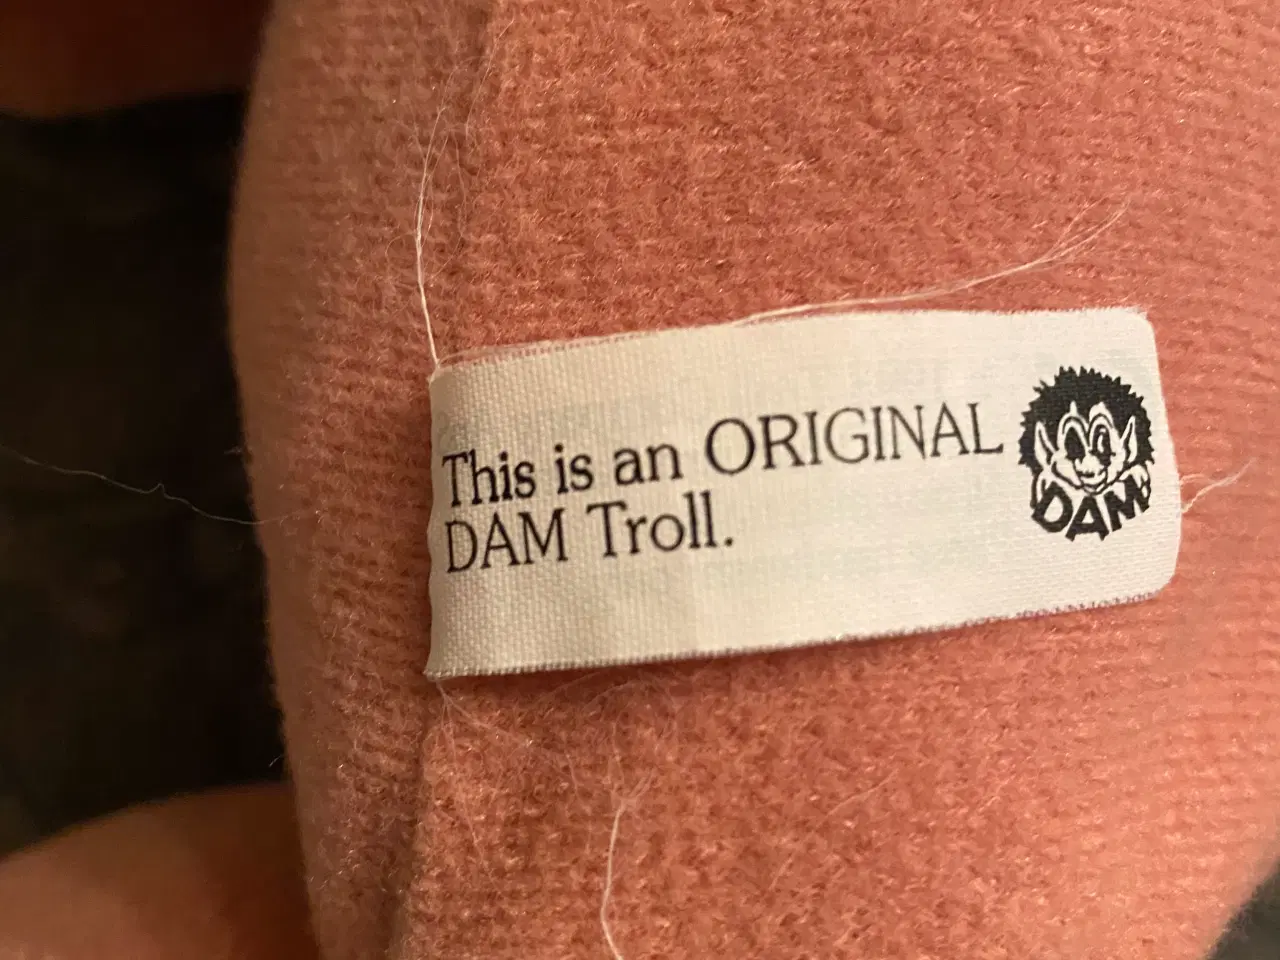 This is an ORIGINAL
DAM Troll.
DAM